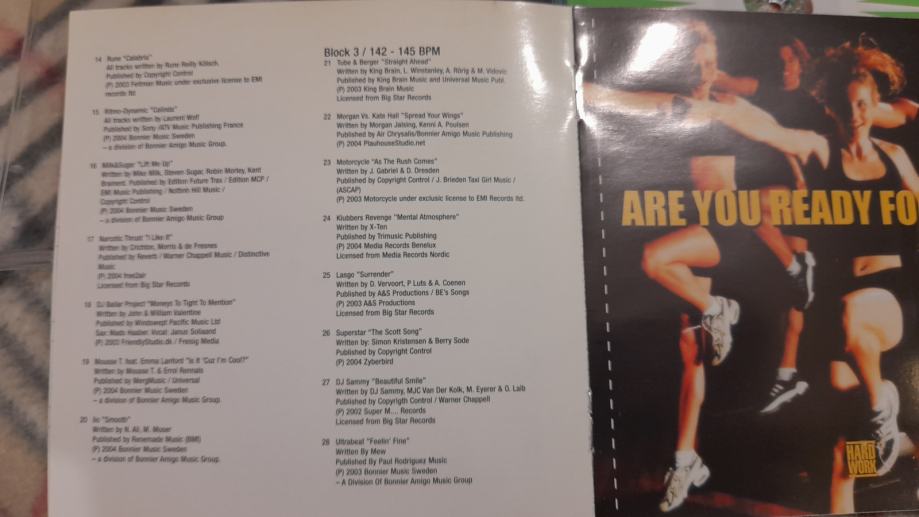 14 Rune "Calabria"
All tracks written by Rune Reilly Kölsch.
Published by Copyright Control
(P) 2003 Feltman Music under exclusive license to EMI
records ltd
15 Ritmo-Dynamic "Calinda"
All tracks written by Laurent Wolf
Published by Sony /ATV Music Publishing France
(P) 2004 Bonnier Music Sweden
– a division of Bonnier Amigo Music Group.
16 Milk&Sugar "Lift Me Up"
Written by Mike Milk, Steven Sugar, Robin Morley, Kent
Brainerd. Published by Edition Future Trax / Edition MCP /
EMI Music Publishing / Notting Hill Music /
Copyright Control
(P) 2004 Bonnier Music Sweden
– a division of Bonnier Amigo Music Group
17 Narcotic Thrust "I Like It"
Written by Crichton, Morris & de Fresnes
Published by Reverb / Warner Chappell Music / Distinctive
Music
(P) 2004 free2air
Licensed from Big Star Records
18 DJ Bailar Project "Moneys To Tight To Mention"
Written by John & William Valentine
Published by Windswept Pacific Music Ltd
Sax: Mads Haaber. Vocal: Janus
(P) 2003 FriendlyStudio.dk / Freisig Media
19 Mousse T. feat. Emma Lanford "Is It 'Cuz I'm Cool?"
Written by Mousse T. & Errol Rennals
Published by MergMusic / Universal
(P) 2004 Bonnier Music Sweden
– a division of Bonnier Amigo Music Group.
20 Iio "Smooth"
Written by N. Ali, M. Moser
Published by Reremade Music (BMI)
(P) 2004 Bonnier Music Sweden
– a division of Bonnier Amigo Music Group.
Block 3 / 142 - 145 BPM
21 Tube & Berger "Straight Ahead"
Written by King Brain, L. Winstanley, A. Rörig & M. Vidovic
Published by King Brain Music and Universal Music Publ.
(P) 2003 King Brain Music
Licensed from Big Star Records
22 Morgan Vs. Kate Hall "Spread Your Wings"
Written by Morgan Jalsing, Kenni A. Poulsen
Published by Air Chrysalis/Bonnier Amigo Music Publishing
(P) 2004 PlauhouseStudio.net
23 Motorcycle "As The Rush Comes"
Written by J. Gabriel & D. Dresden
Published by Copyright Control / J. Brieden Taxi Girl Music /
(ASCAP)
(P) 2003 Motorcycle under exclusic license to EMI Records ltd.
24 Klubbers Revenge "Mental Atmosphere"
Written by X-Ten
Published by Trimusic Publishing
(P) 2004 Media Records Benelux
Licensed from Media Records Nordic
25 Lasgo "Surrender"
Written by D. Vervoort, P Luts & A. Coenen
Published by A&S Productions / BE's Songs
(P) 2003 A&S Productions
Licensed from Big Star Records
26 Superstar "The Scott Song"
Written by: Simon Kristensen & Berry Sode
Published by Copyright Control
(P) 2004 Zyberbird
27 DJ Sammy "Beautiful Smile"
Written by DJ Sammy, MJC Van Der Kolk, M. Eyerer & O. Laib
Published by Copyrigth Control / Warner Chappell
(P) 2002 Super M.... Records
Licensed from Big Star Records
28 Ultrabeat "Feelin' Fine"
Written By Mew
Published By Paul Rodriguez Music
(P) 2003 Bonnier Music Sweden
– A Division Of Bonnier Amigo Music Group
ARE YOU READY FO
HARD
WORK